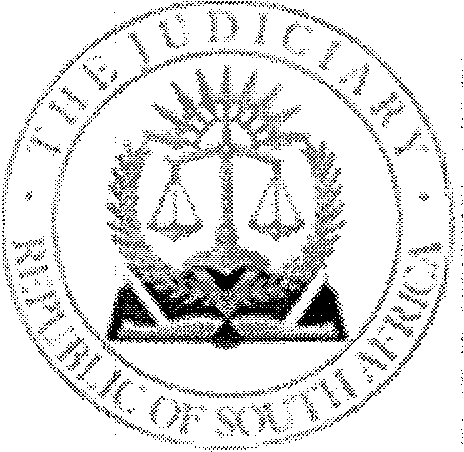 THE JUDICIARY
REPUBLIC OF SOUTH AFRICA